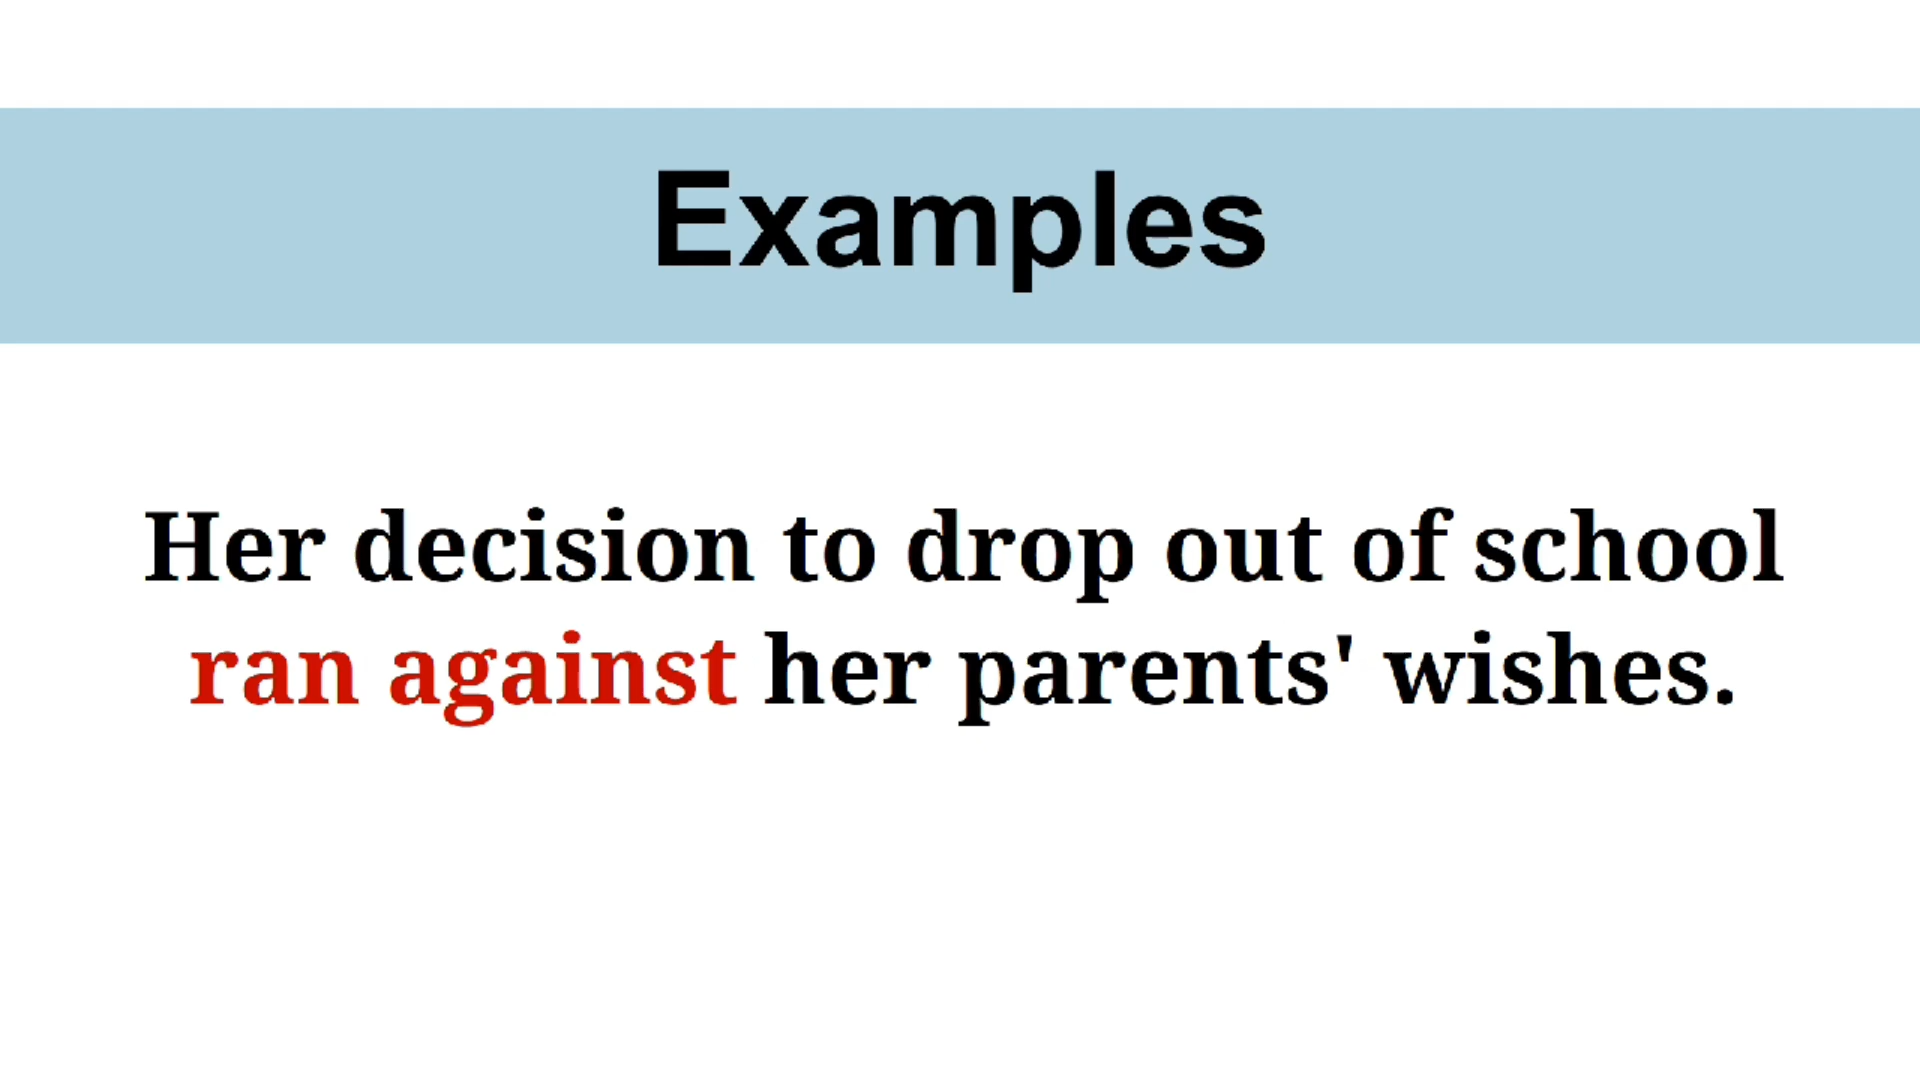 Examples
Her decision to drop out of school
ran against her parents' wishes.